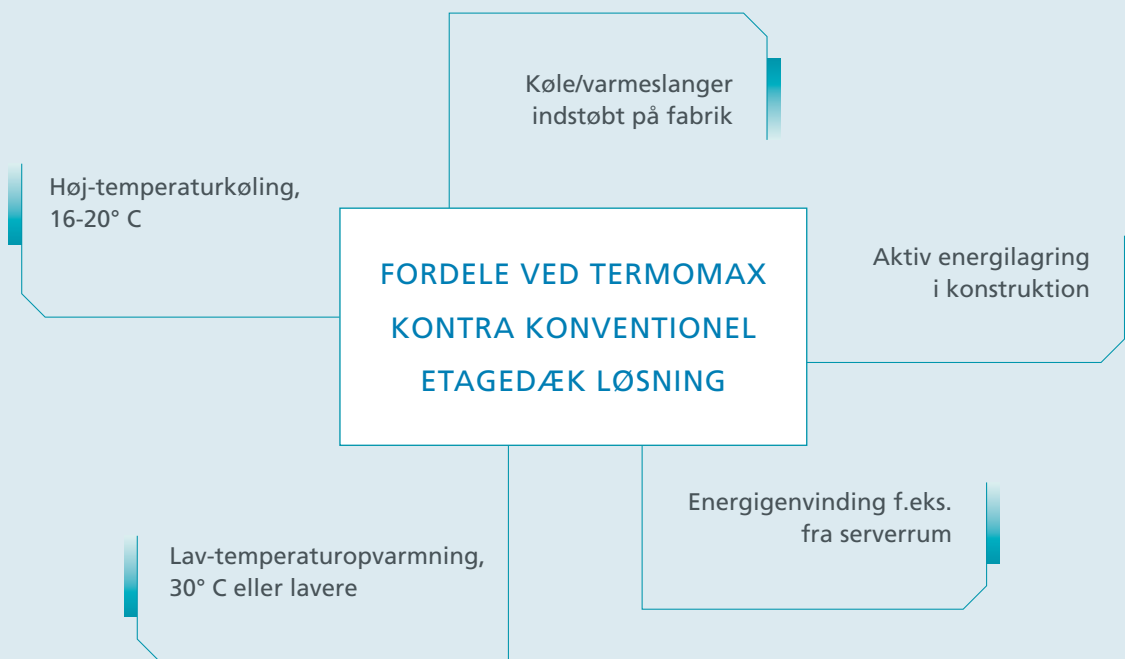 Køle/varmeslanger
indstøbt på fabrik
Høj-temperaturkøling,
16-20° C
FORDELE VED TERMOMAX
KONTRA KONVENTIONEL
ETAGEDÆK LØSNING
Aktiv energilagring
i konstruktion
Energigenvinding f.eks.
fra serverrum
Lav-temperaturopvarmning,
30° C eller lavere